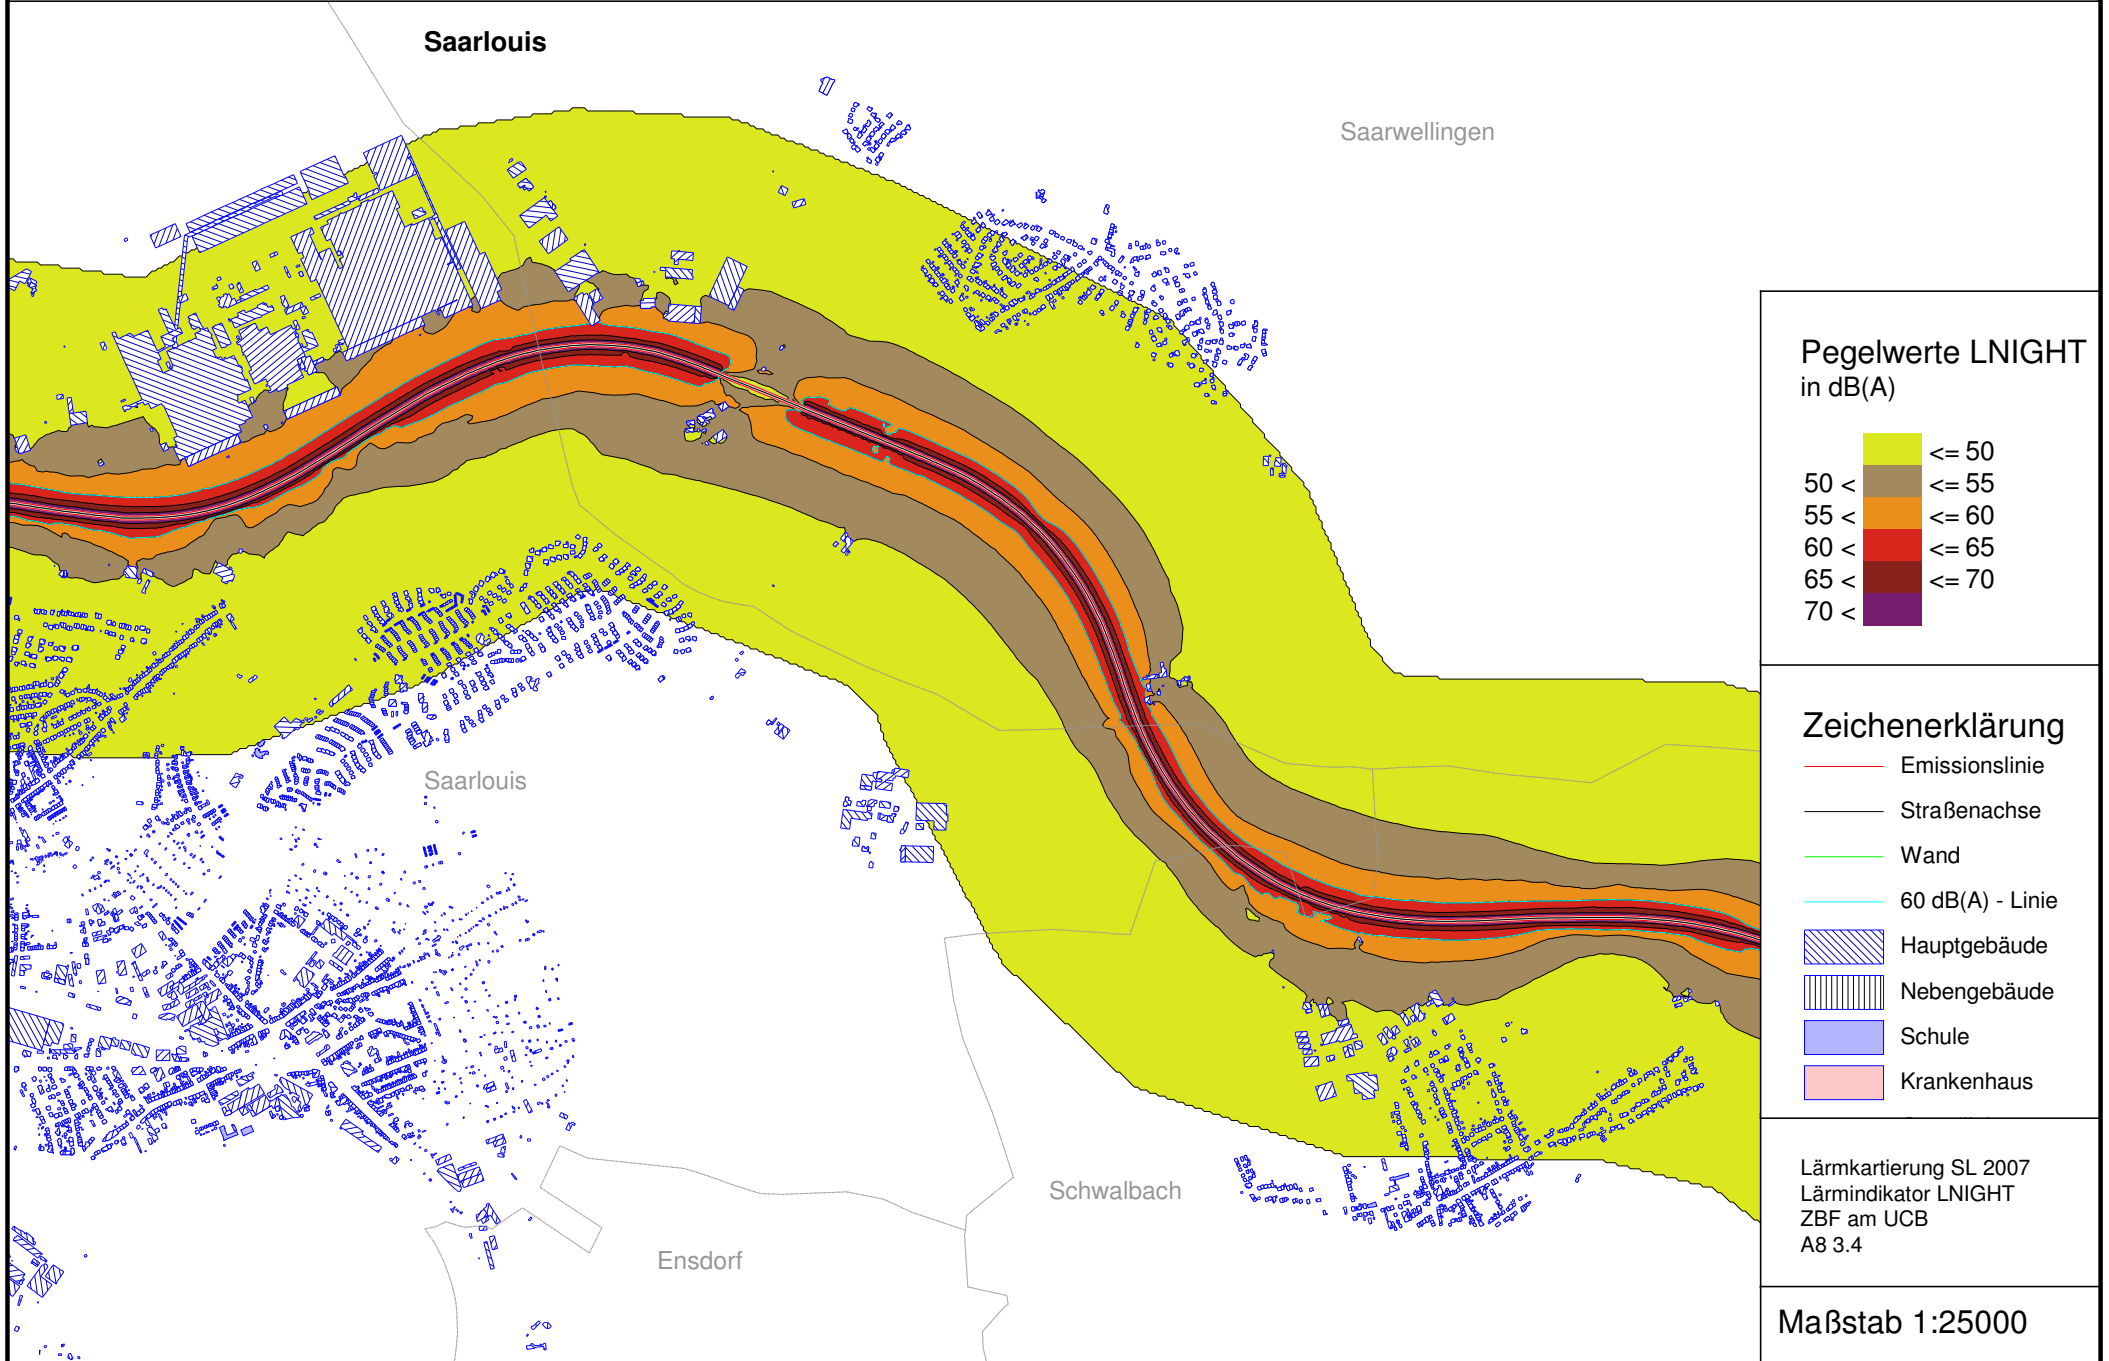 Saarlouis
Saarwellingen
Saarlouis
Schwalbach
Ensdorf
Pegelwerte LNIGHT
in dB(A)
<= 50
50 < <= 55
55 < <= 60
60 < <= 65
65 < <= 70
70 <
Zeichenerklärung
Emissionslinie
Straßenachse
Wand
60 dB(A) - Linie
Hauptgebäude
Nebengebäude
Schule
Krankenhaus
Lärmkartierung SL 2007
Lärmindikator LNIGHT
ZBF am UCB
A8 3.4
Maßstab 1:25000